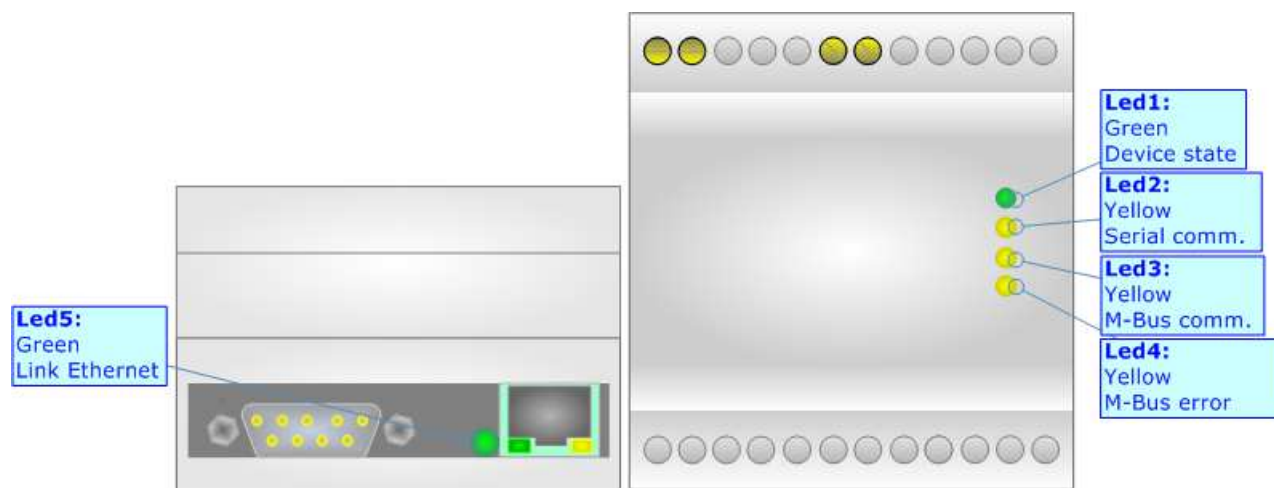 Led1:
Green
Device state
Led2:
Yellow
Serial comm.
Led3:
Yellow
M-Bus comm.
Led4:
Yellow
M-Bus error
Led5:
Green
Link Ethernet